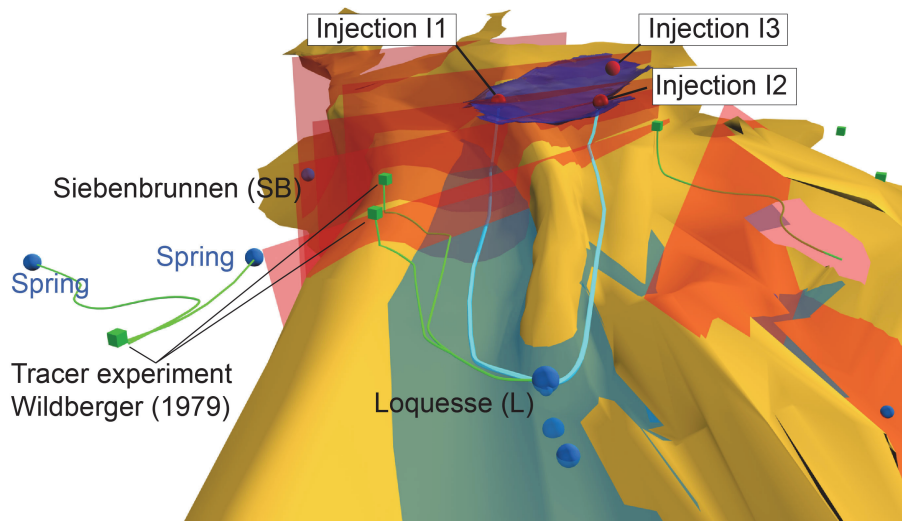 Injection I1
Injection I3
Injection I2
Siebenbrunnen (SB)
Spring
Spring
Tracer experiment
Wildberger (1979)
Loquesse (L)